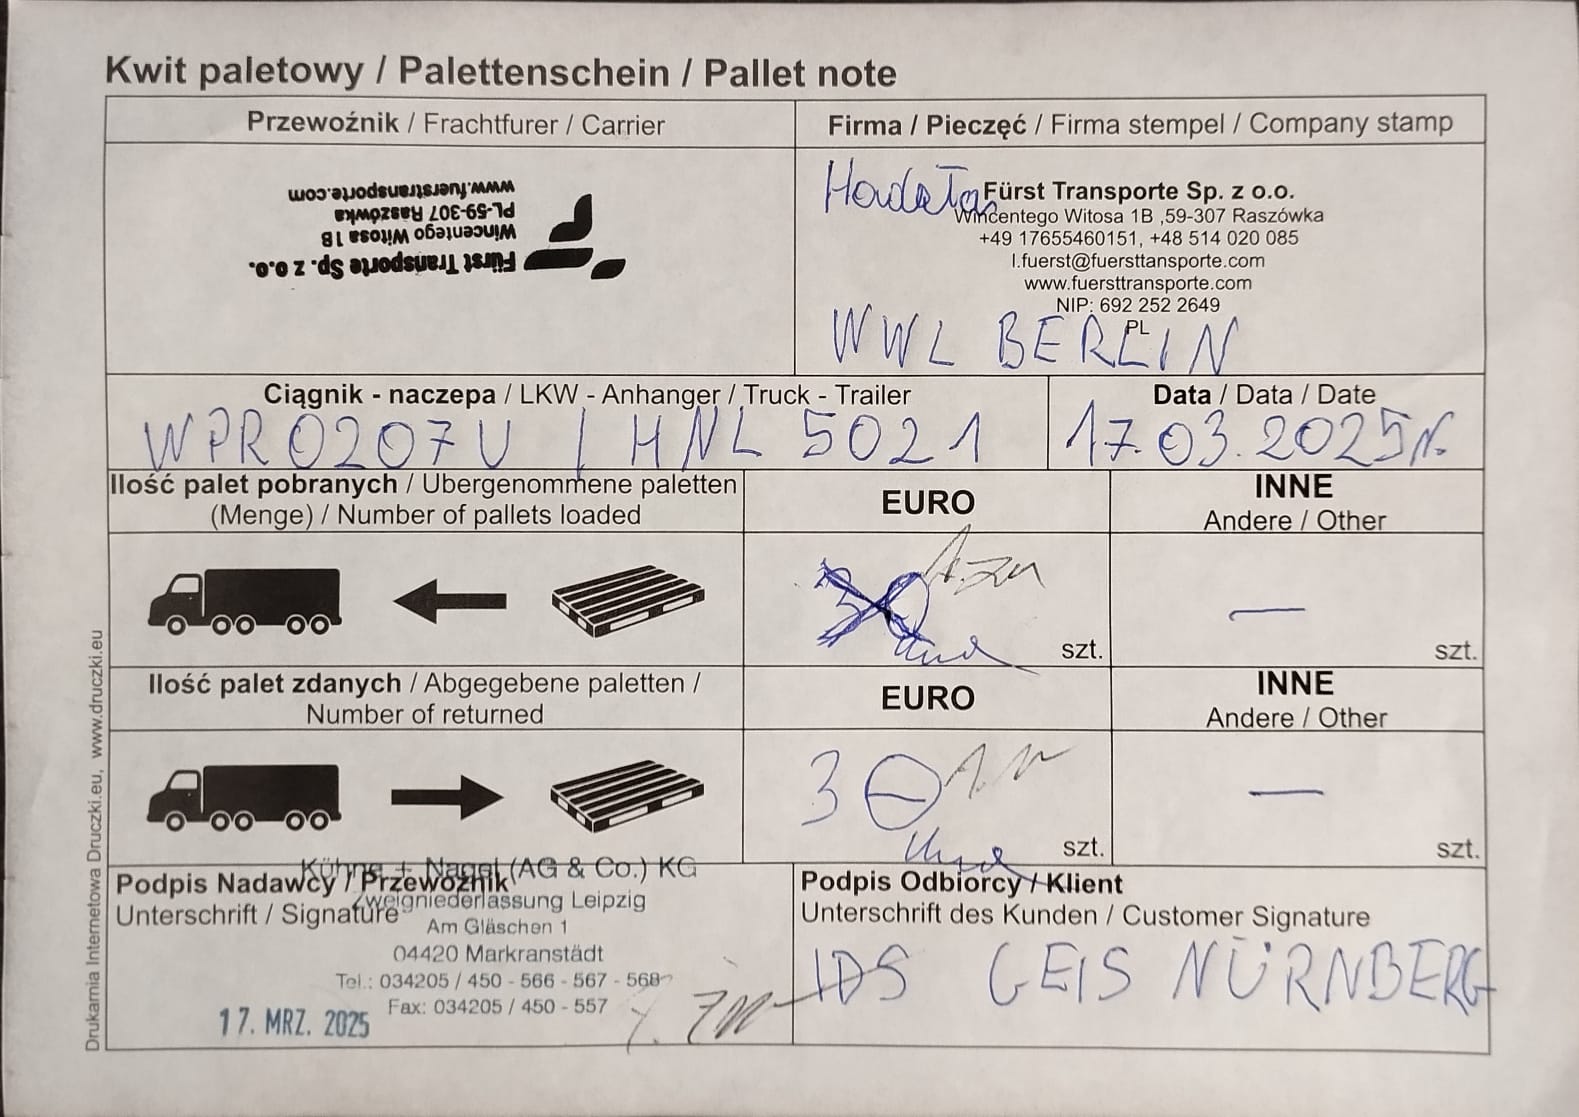 Kwit paletowy / Palettenschein / Pallet note
Przewoźnik / Frachtfurer / Carrier
Firma / Pieczęć / Firma stempel / Company stamp
Fürst Transporte Sp. z o.o.
Wincentego Witosa 1B
PL-59-307 Raszówka
www.fuerstransporte.com
Fürst Transporte Sp. z o.o.
Wincentego Witosa 1B ,59-307 Raszówka
+49 17655460151, +48 514 020 085
l.fuerst@fuersttansporte.com
www.fuersttransporte.com
NIP: 692 252 2649
PL
WWL BERLIN
Ciągnik - naczepa / LKW - Anhanger / Truck - Trailer
Data / Data / Date
WPR0207U / HNL 5021
17.03.2025r.
Ilość palet pobranych / Ubergenommene paletten
(Menge) / Number of pallets loaded
EURO
INNE
Andere / Other
30
szt.
—
szt.
Ilość palet zdanych / Abgegebene paletten /
Number of returned
EURO
INNE
Andere / Other
30
szt.
—
szt.
Kühne + Nagel (AG & Co.) KG
Podpis Nadawcy / Przewoźnik
Unterschrift / Signature
Zweigniederlassung Leipzig
Am Gläschen 1
04420 Markranstädt
Tel.: 034205 / 450 - 566 - 567 - 568
Fax: 034205 / 450 - 557
17. MRZ. 2025
Podpis Odbiorcy / Klient
Unterschrift des Kunden / Customer Signature
IDS GEIS NÜRNBERG
Drukarnia Internetowa Druczki.eu, www.druczki.eu